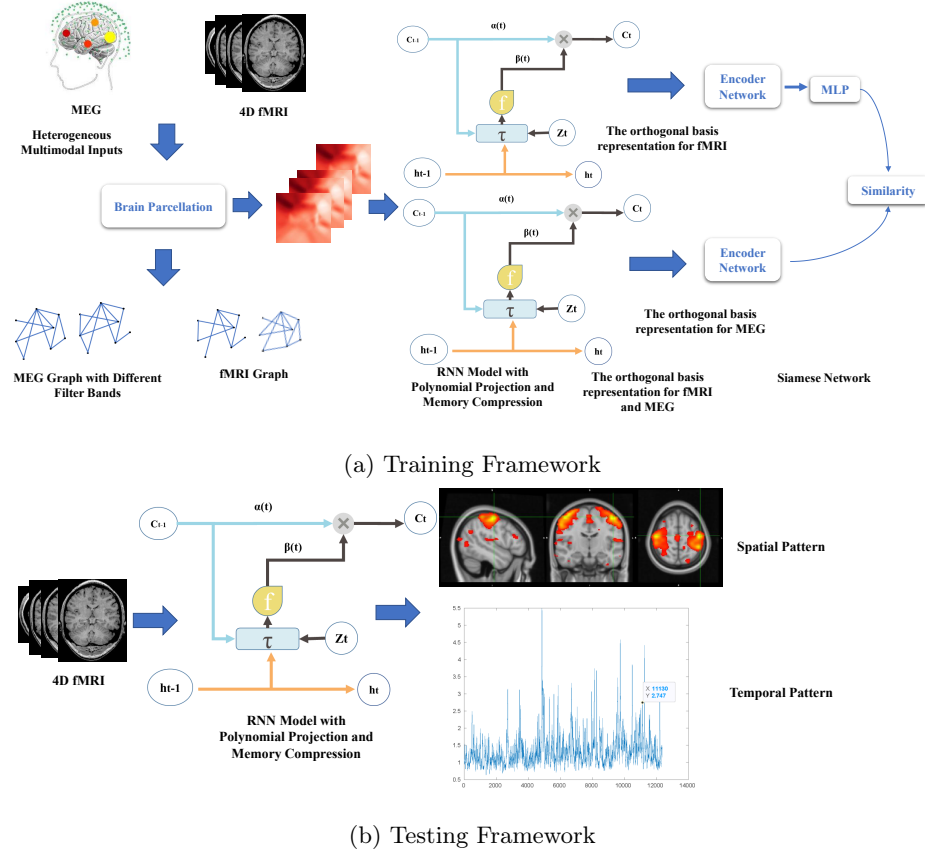 MEG
4D fMRI
Heterogeneous
Multimodal Inputs
Brain Parcellation
MEG Graph with Different
Filter Bands
fMRI Graph
Ct-1
α(t)
Ct
β(t)
f
τ
Zt
ht-1
ht
Ct-1
α(t)
Ct
β(t)
f
τ
Zt
ht-1
ht
RNN Model with
Polynomial Projection and
Memory Compression
The orthogonal basis
representation for fMRI
The orthogonal basis
representation for MEG
The orthogonal basis
representation for fMRI
and MEG
Encoder
Network
MLP
Similarity
Encoder
Network
Siamese Network
(a) Training Framework
4D fMRI
Ct-1
α(t)
Ct
β(t)
f
τ
Zt
ht-1
ht
RNN Model with
Polynomial Projection and
Memory Compression
Spatial Pattern
5.5
5
4.5
4
3.5
3
2.5
2
1.5
1
0.5
0
2000
4000
6000
8000
10000
12000
14000
X 11130
Y 2.747
Temporal Pattern
(b) Testing Framework